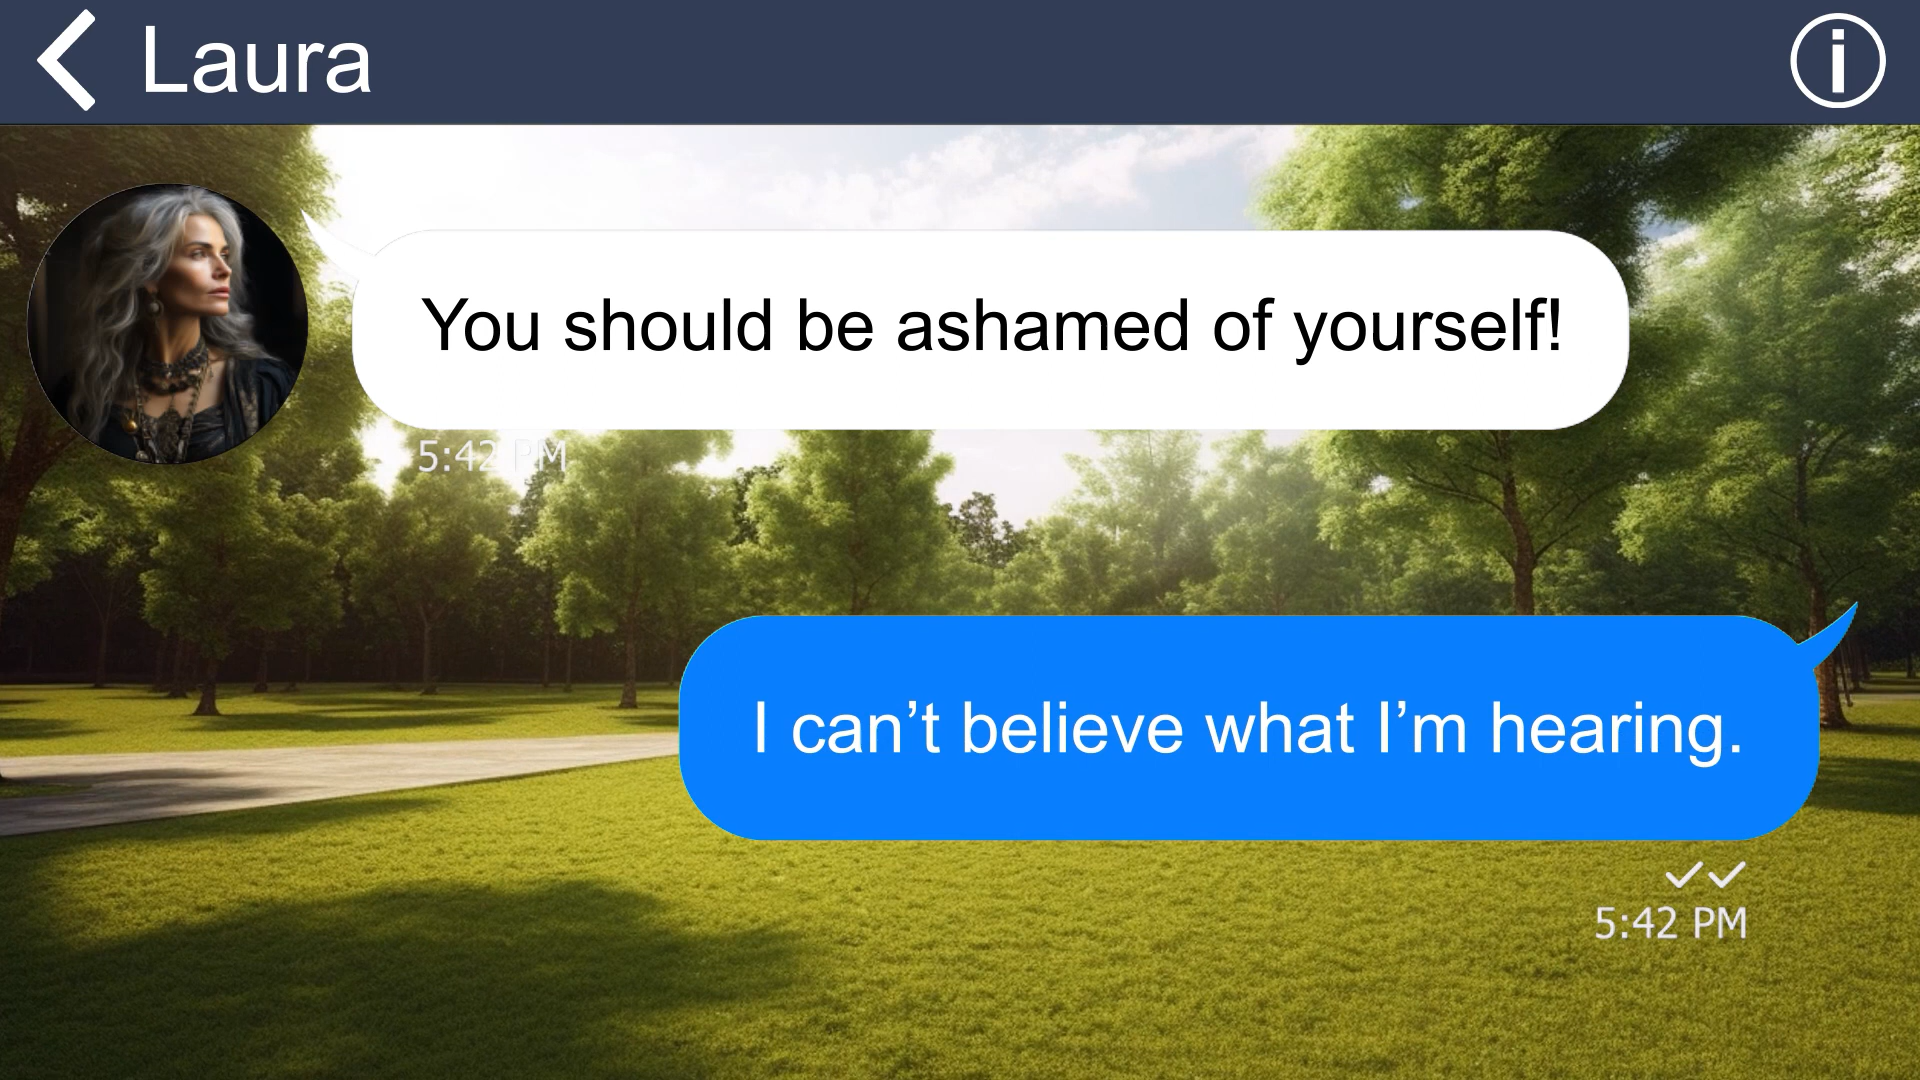 Laura
You should be ashamed of yourself!
5:42 PM
I can’t believe what I’m hearing.
5:42 PM